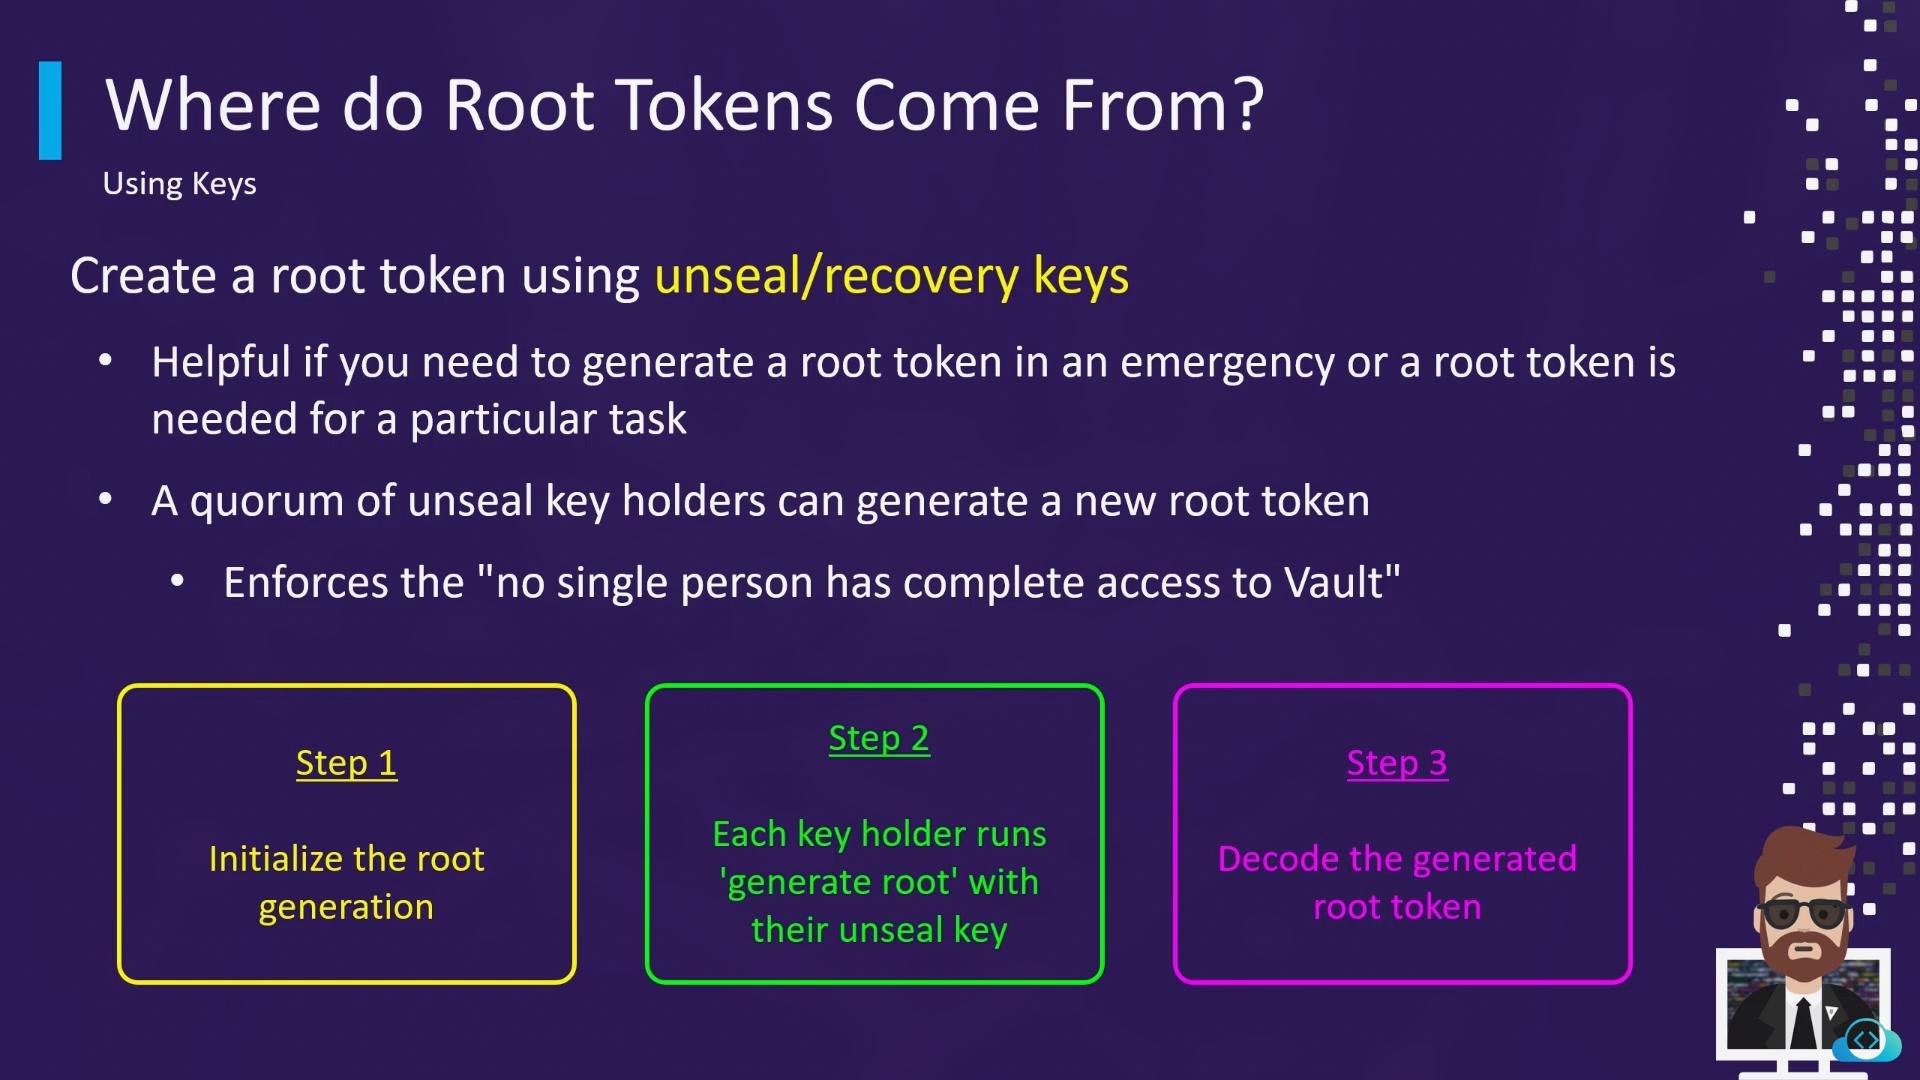 Where do Root Tokens Come From?
Using Keys
Create a root token using unseal/recovery keys
• Helpful if you need to generate a root token in an emergency or a root token is
needed for a particular task
• A quorum of unseal key holders can generate a new root token
• Enforces the "no single person has complete access to Vault"
Step 1
Initialize the root
generation
Step 2
Each key holder runs
'generate root' with
their unseal key
Step 3
Decode the generated
root token